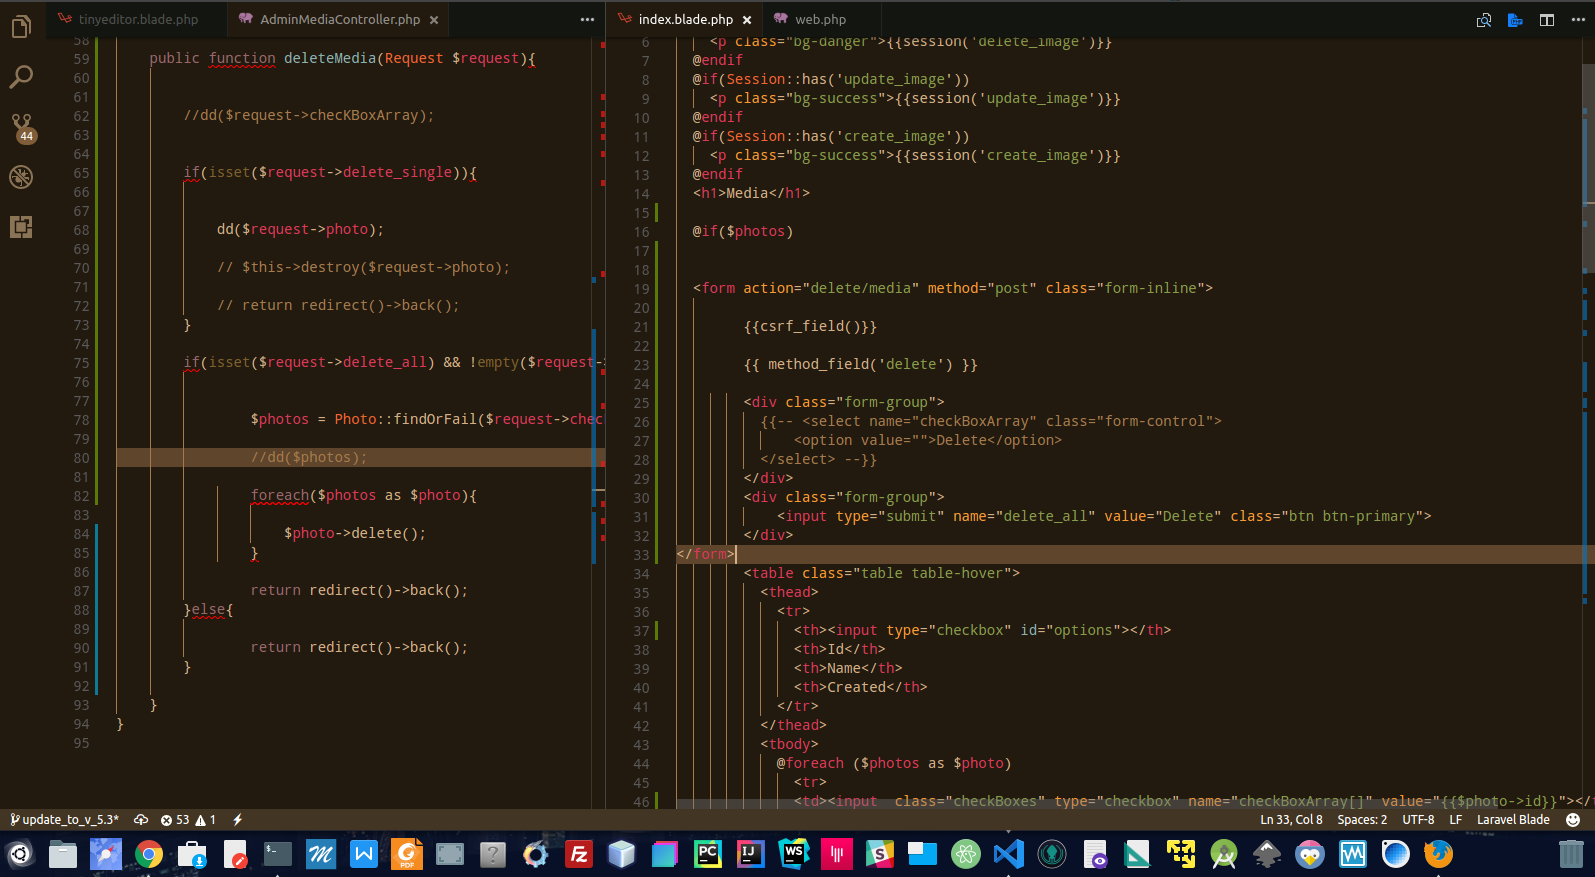 tinyeditor.blade.php
AdminMediaController.php ×
index.blade.php ×
web.php
58
59 public function deleteMedia(Request $request){
60
61
62 //dd($request->checKBoxArray);
63
64
65 if(isset($request->delete_single)){
66
67
68 dd($request->photo);
69
70 // $this->destroy($request->photo);
71
72 // return redirect()->back();
73 }
74
75 if(isset($request->delete_all) && !empty($request->
76
77
78 $photos = Photo::findOrFail($request->chec
79
80 //dd($photos);
81
82 foreach($photos as $photo){
83
84 $photo->delete();
85 }
86
87 return redirect()->back();
88 }else{
89
90 return redirect()->back();
91 }
92
93 }
94 }
95
6 <p class="bg-danger">{{session('delete_image')}}
7 @endif
8 @if(Session::has('update_image'))
9 <p class="bg-success">{{session('update_image')}}
10 @endif
11 @if(Session::has('create_image'))
12 <p class="bg-success">{{session('create_image')}}
13 @endif
14 <h1>Media</h1>
15
16 @if($photos)
17
18
19 <form action="delete/media" method="post" class="form-inline">
20
21 {{csrf_field()}}
22
23 {{ method_field('delete') }}
24
25 <div class="form-group">
26 {{-- <select name="checkBoxArray" class="form-control">
27 <option value="">Delete</option>
28 </select> --}}
29 </div>
30 <div class="form-group">
31 <input type="submit" name="delete_all" value="Delete" class="btn btn-primary">
32 </div>
33 </form>
34 <table class="table table-hover">
35 <thead>
36 <tr>
37 <th><input type="checkbox" id="options"></th>
38 <th>Id</th>
39 <th>Name</th>
40 <th>Created</th>
41 </tr>
42 </thead>
43 <tbody>
44 @foreach ($photos as $photo)
45 <tr>
46 <td><input  class="checkBoxes" type="checkbox" name="checkBoxArray[]" value="{{$photo->id}}"></t
44
update_to_v_5.3* 53 1
Ln 33, Col 8 Spaces: 2 UTF-8 LF Laravel Blade
W
G
PDF
?
Fz
PC
IJ
WS
S